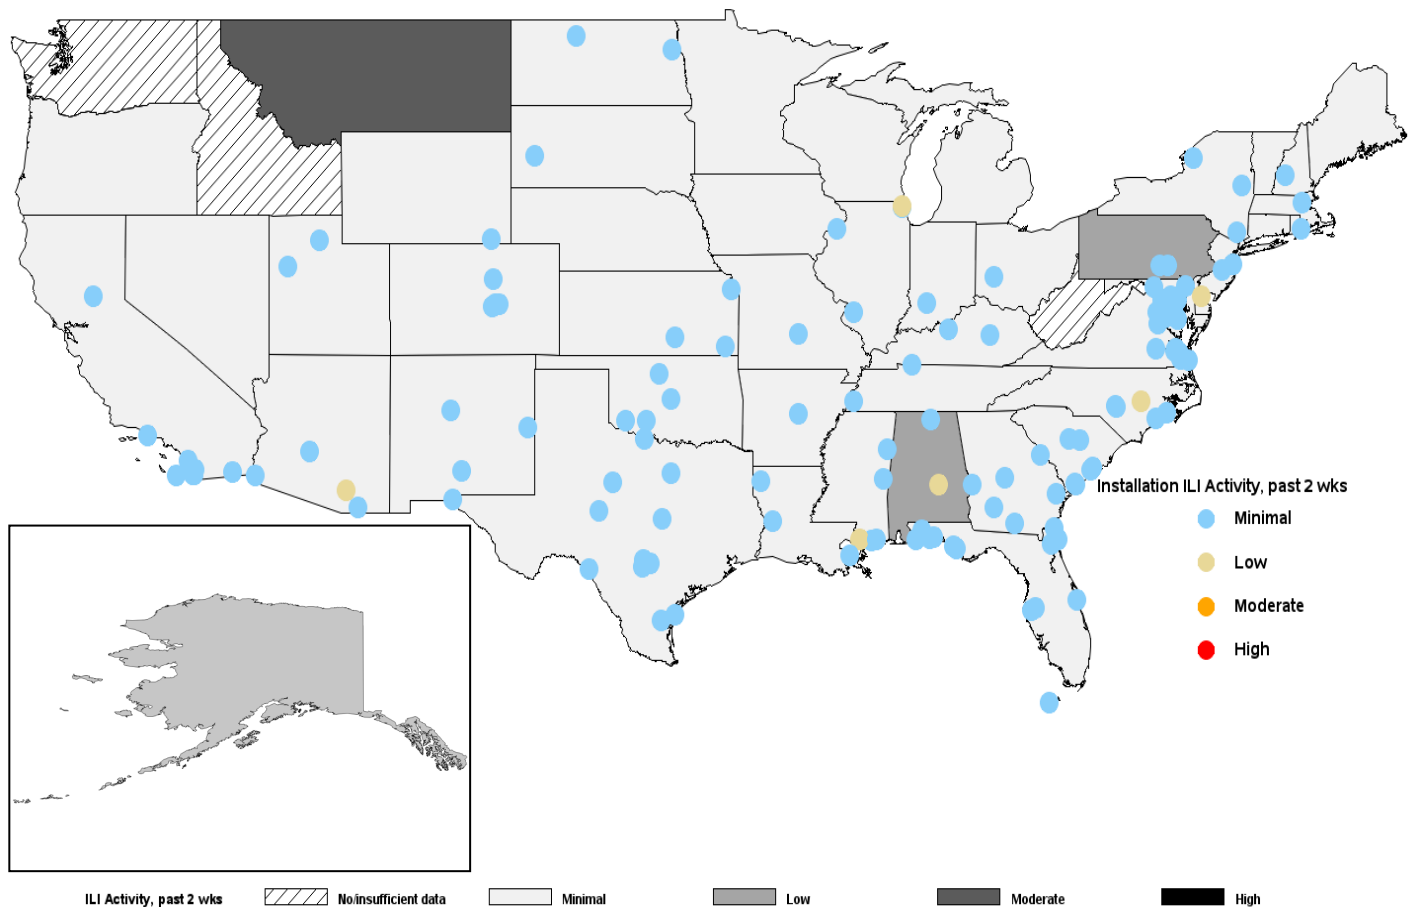 Installation ILI Activity, past 2 wks
Minimal
Low
Moderate
High
ILI Activity, past 2 wks No/insufficient data Minimal Low Moderate High